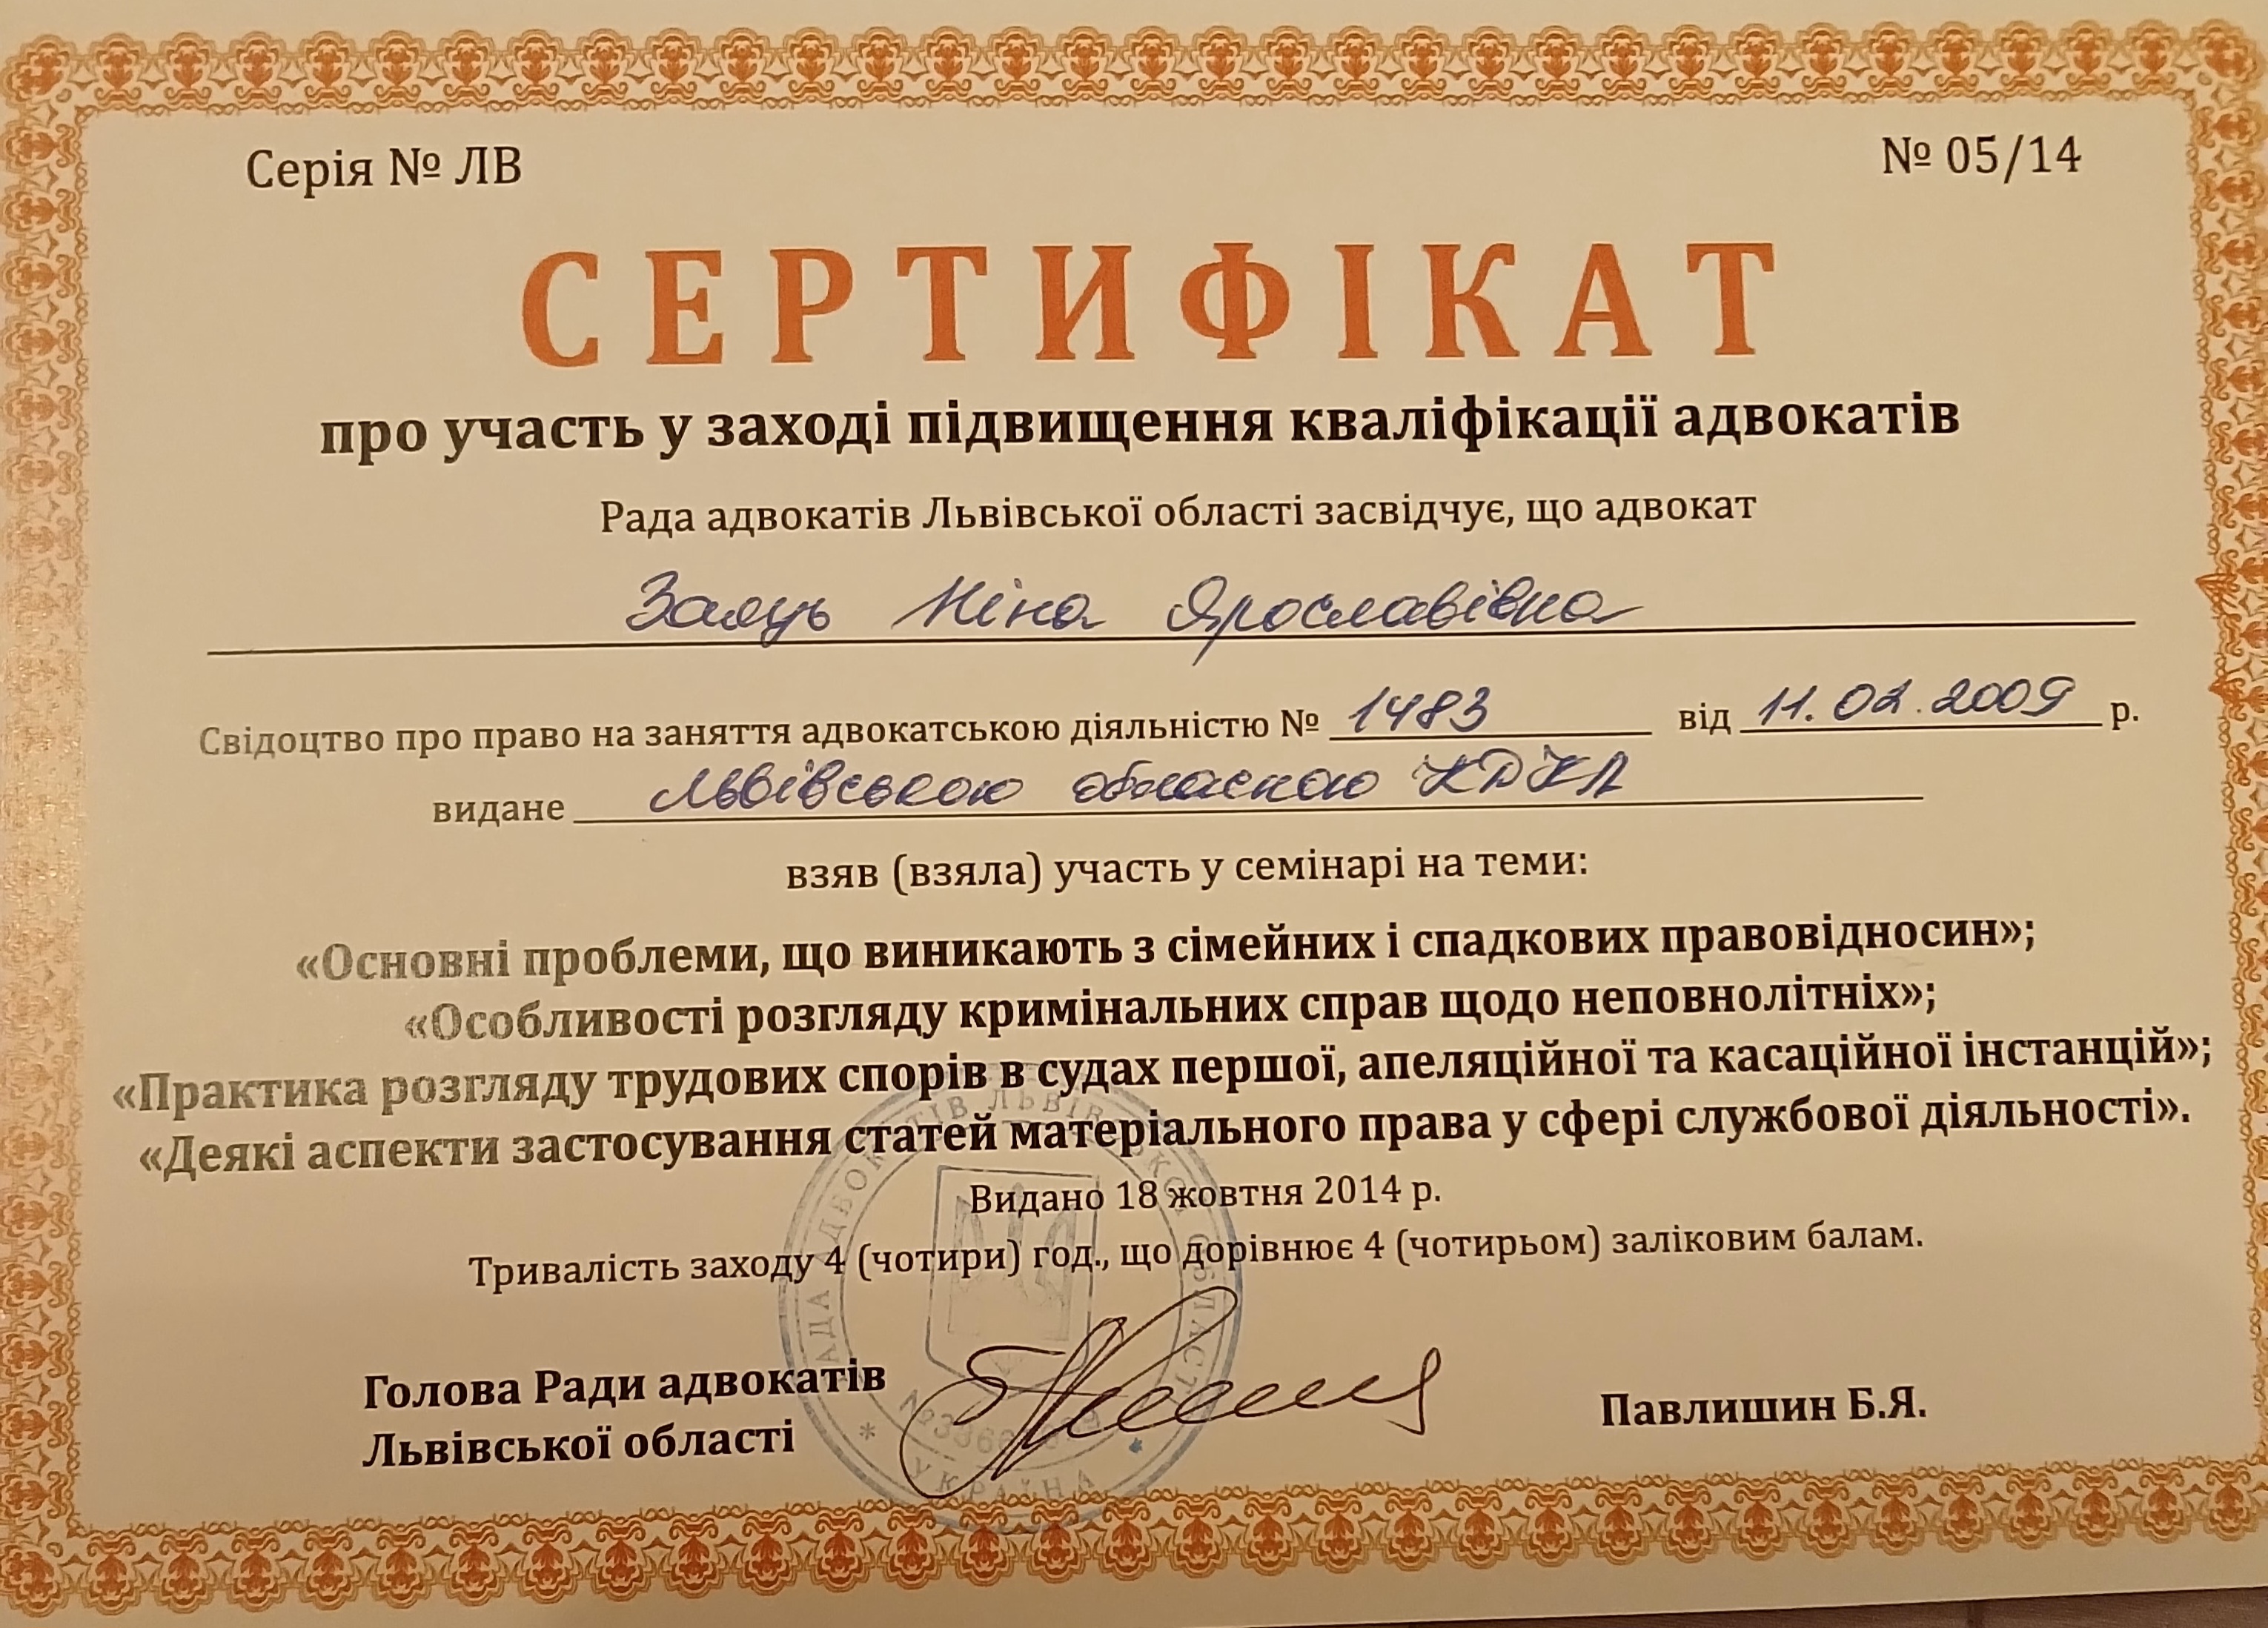 Серія № ЛВ
№ 05/14
СЕРТИФІКАТ
про участь у заході підвищення кваліфікації адвокатів
Рада адвокатів Львівської області засвідчує, що адвокат
Заяць Ніна Ярославівна
Свідоцтво про право на заняття адвокатською діяльністю № 1483 від 11.02.2009 р.
видане Львівською обласною КДКА
взяв (взяла) участь у семінарі на теми:
«Основні проблеми, що виникають з сімейних і спадкових правовідносин»;
«Особливості розгляду кримінальних справ щодо неповнолітніх»;
«Практика розгляду трудових спорів в судах першої, апеляційної та касаційної інстанцій»;
«Деякі аспекти застосування статей матеріального права у сфері службової діяльності».
Видано 18 жовтня 2014 р.
Тривалість заходу 4 (чотири) год., що дорівнює 4 (чотирьом) заліковим балам.
Голова Ради адвокатів
Львівської області
Павлишин Б.Я.
УКРАЇНА